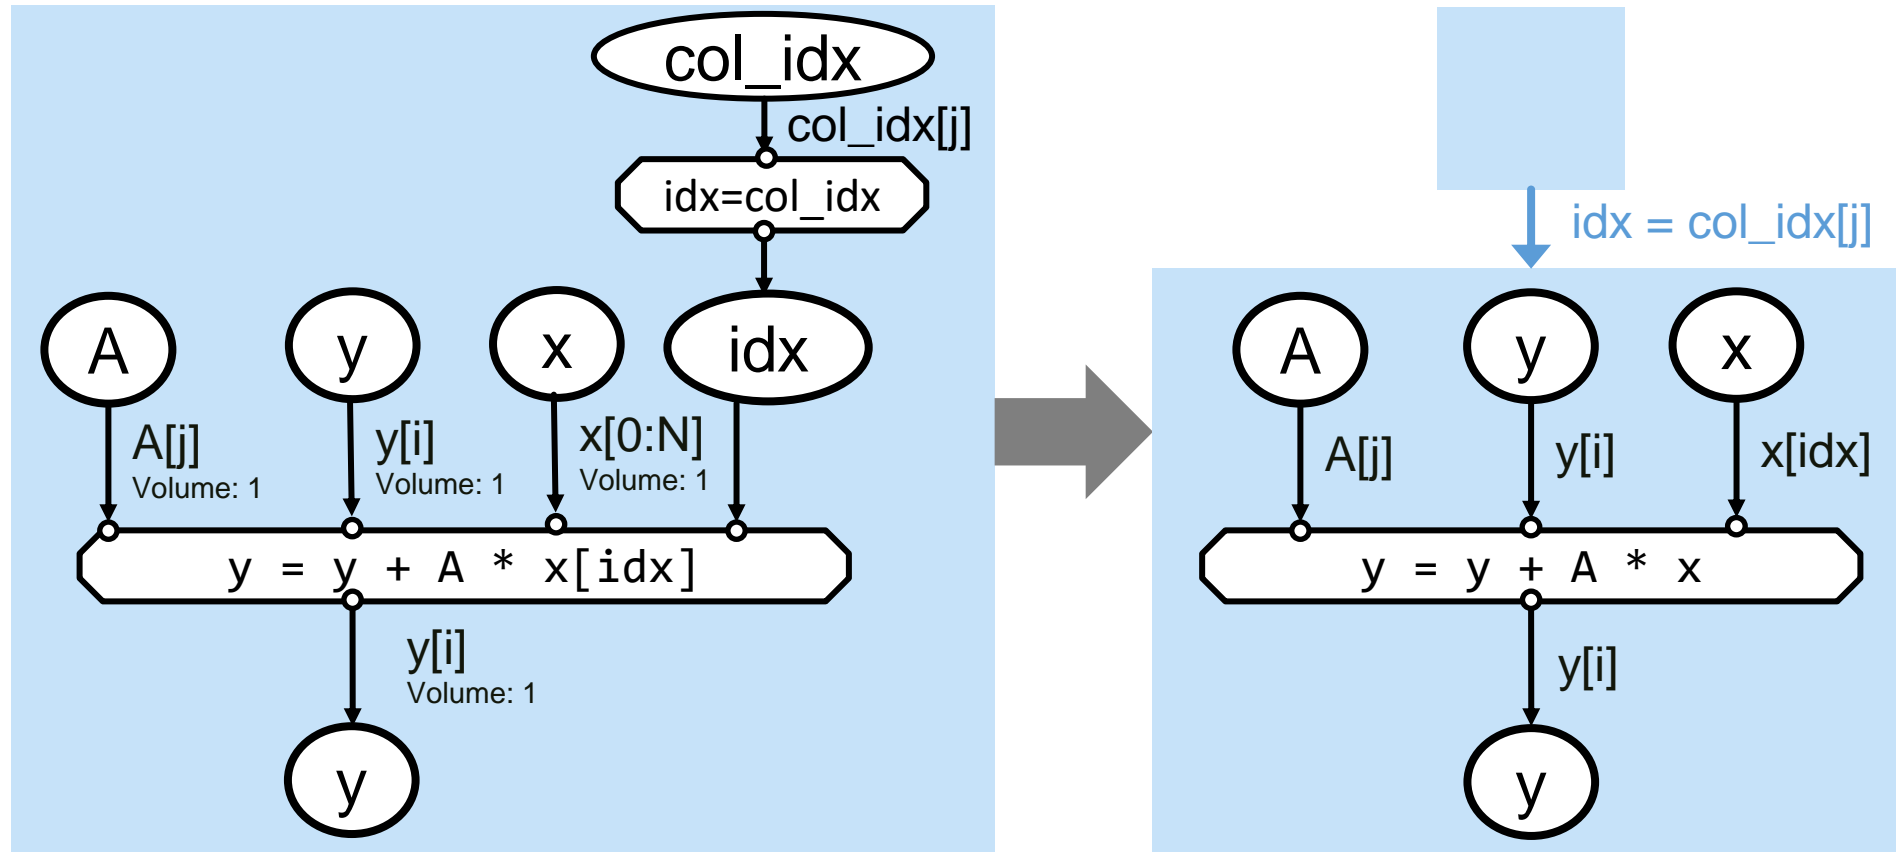 col_idx
col_idx[j]
idx=col_idx
A
y
x
idx
A[j]
Volume: 1
y[i]
Volume: 1
x[0:N]
Volume: 1
y = y + A * x[idx]
y[i]
Volume: 1
y
idx = col_idx[j]
A
y
x
A[j]
y[i]
x[idx]
y = y + A * x
y[i]
y